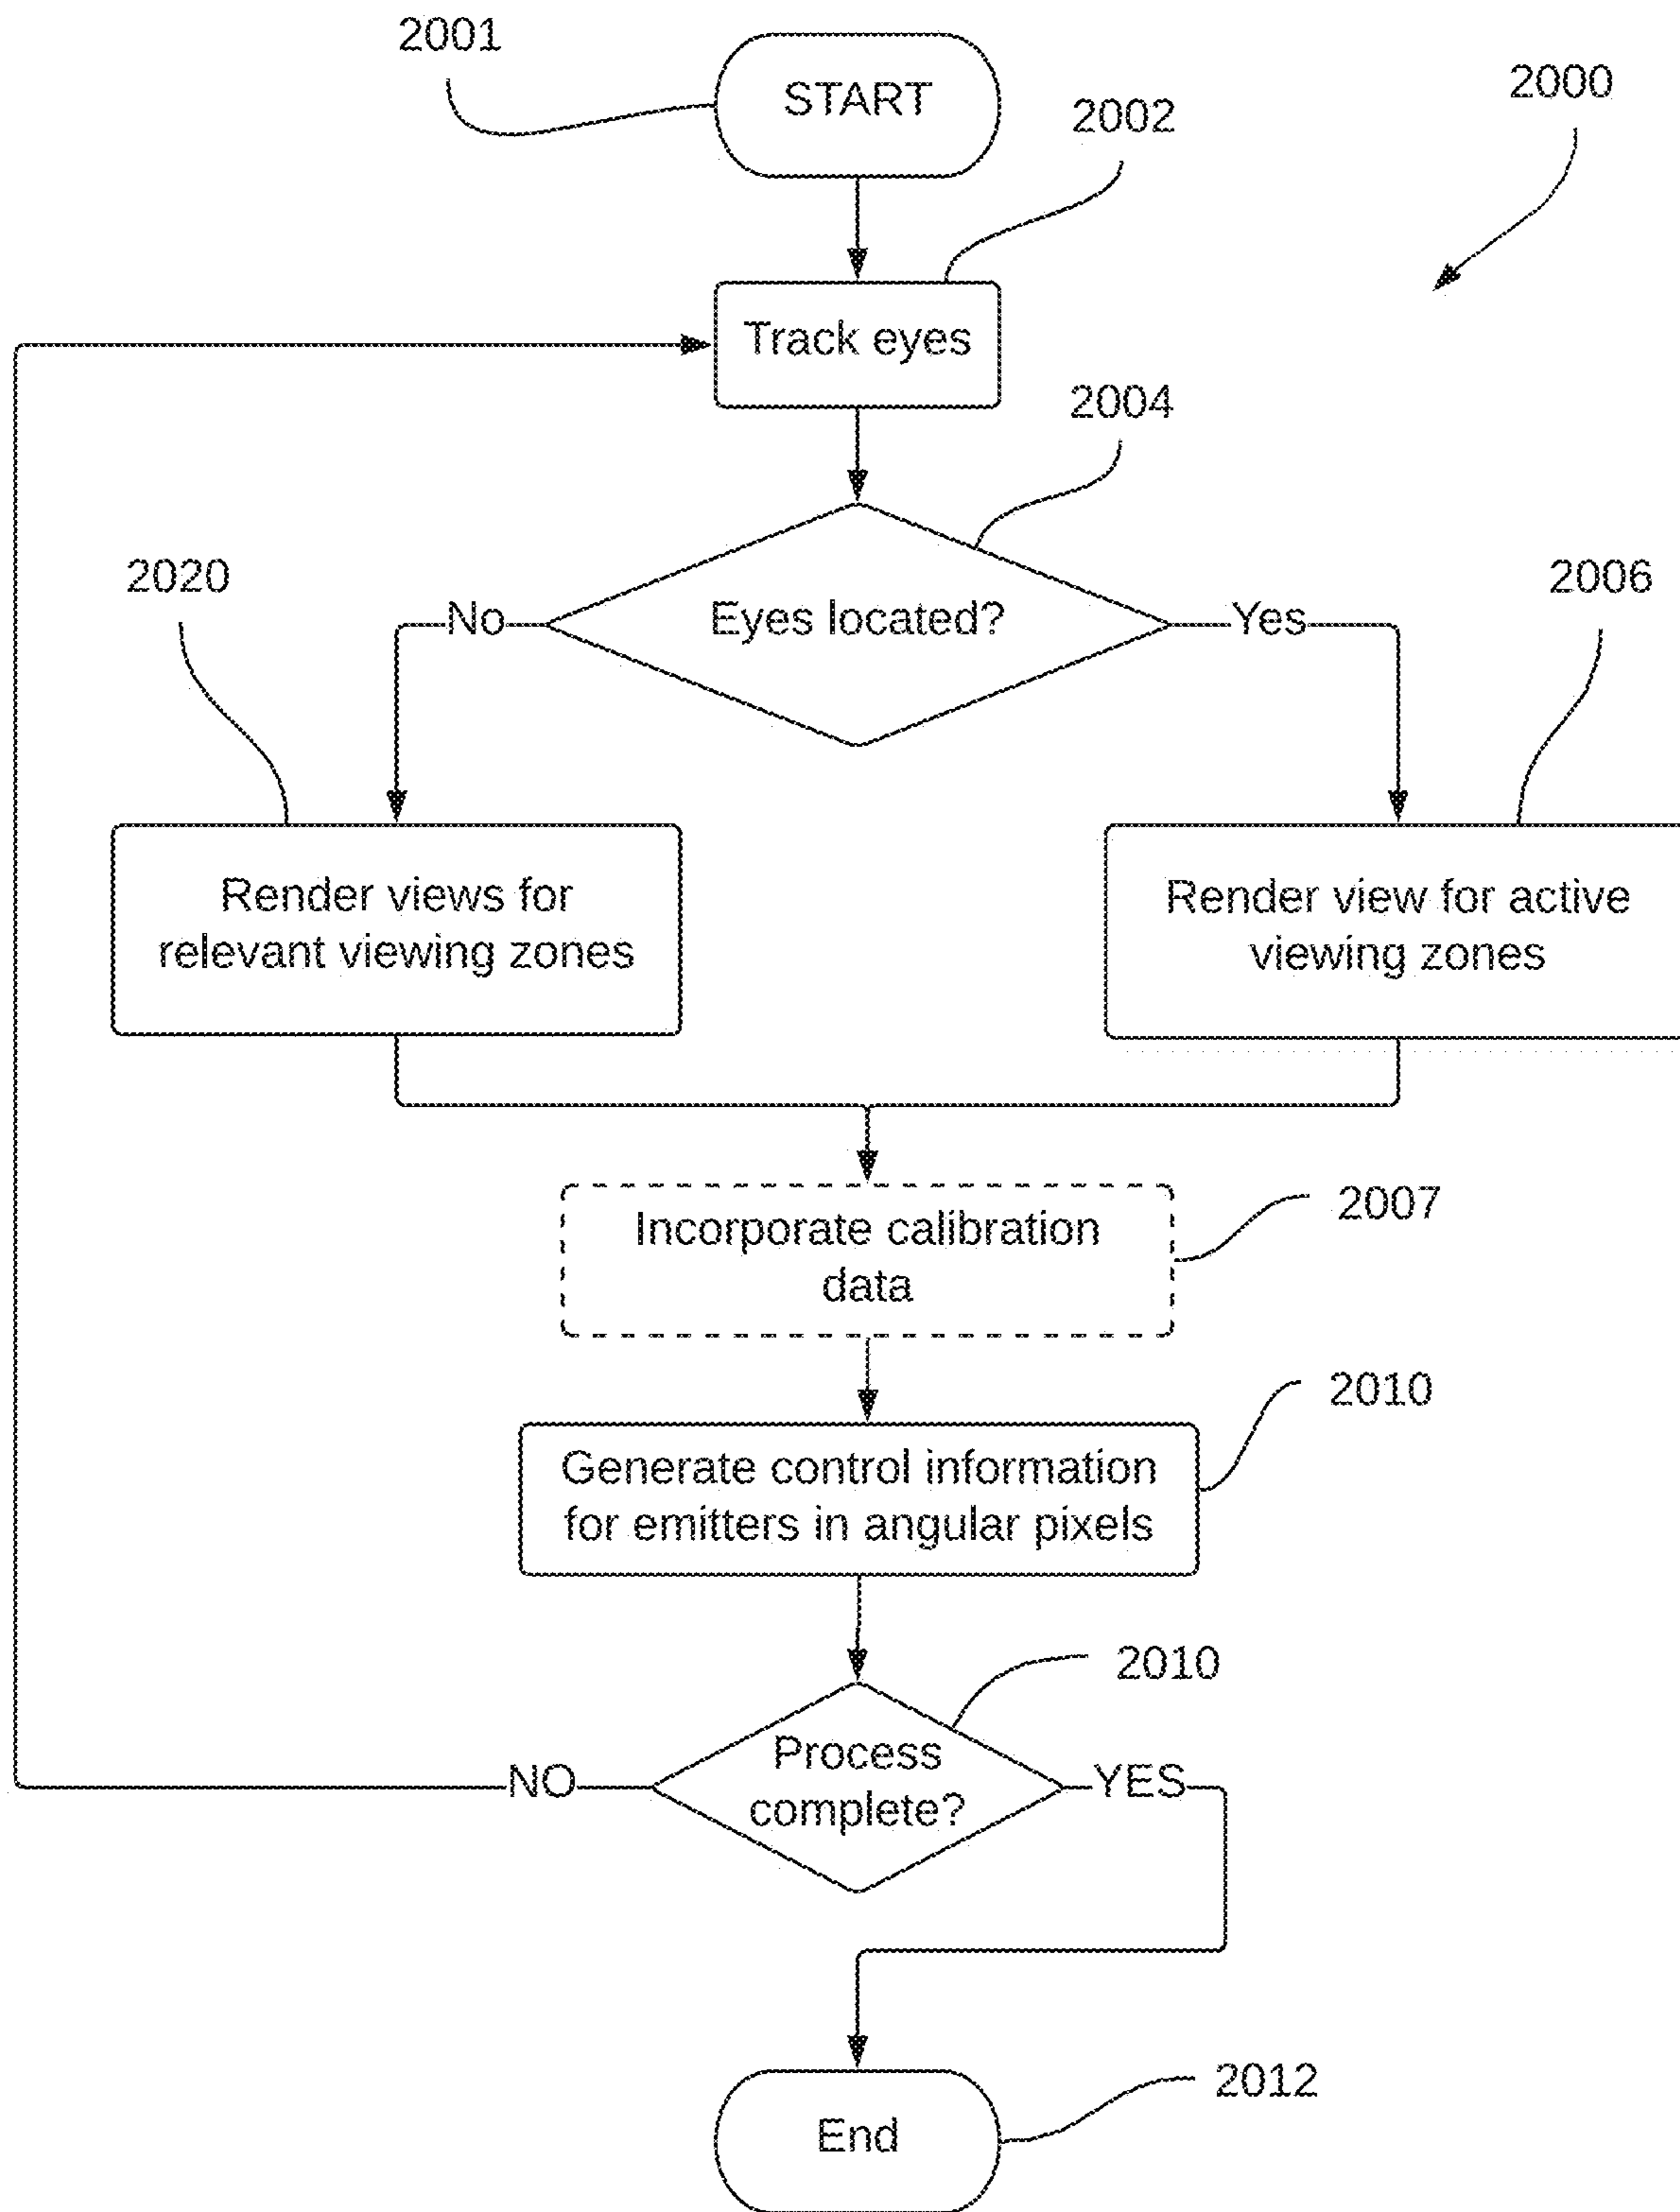 2001
START
2000
2002
Track eyes
2004
2020
No
Eyes located?
Yes
2006
Render views for
relevant viewing zones
Render view for active
viewing zones
Incorporate calibration
data
2007
2010
Generate control information
for emitters in angular pixels
2010
Process
complete?
NO
YES
2012
End